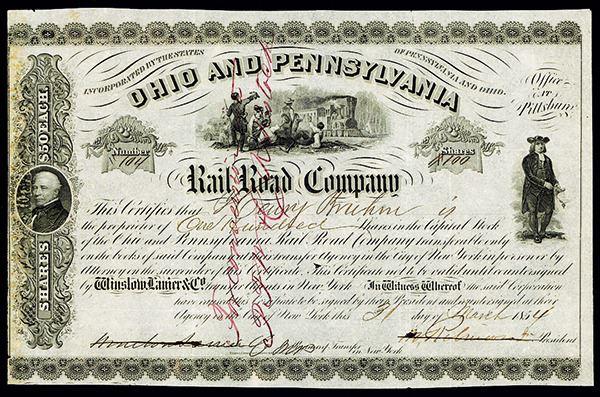 INCORPORATED BY THE STATES OF PENNSYLVANIA AND OHIO.
OHIO AND PENNSYLVANIA
Office
Pittsburg
Number
104
Shares
100
Rail Road Company
$50 EACH
SHARES
This Certifies that is
the proprietor of One Hundred Shares in the Capital Stock
of the Ohio and Pennsylvania Rail Road Company transferable only
on the books of said Company at this transfer Agency in the City of New York in person or by
Attorney on the surrender of this Certificate. This Certificate not to be valid until countersigned
by Winslow, Lanier & Co. in New York In Witness Whereof the said Corporation
have caused this Certificate to be signed by their President and countersigned at their
Agency in the City of New York this 31 day of March 1854
President
of Transfer
in New York